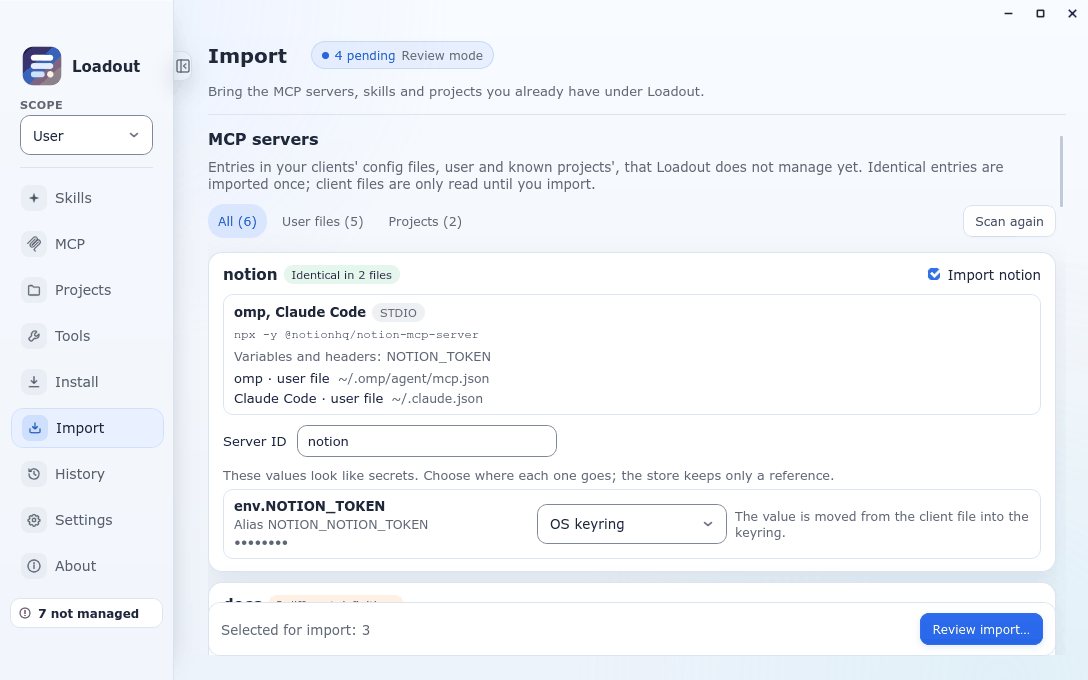 Loadout
SCOPE
User
Skills
MCP
Projects
Tools
Install
Import
History
Settings
About
7 not managed
Import
4 pending Review mode
Bring the MCP servers, skills and projects you already have under Loadout.
MCP servers
Entries in your clients' config files, user and known projects', that Loadout does not manage yet. Identical entries are
imported once; client files are only read until you import.
All (6) User files (5) Projects (2) Scan again
notion Identical in 2 files Import notion
omp, Claude Code STDIO
npx -y @notionhq/notion-mcp-server
Variables and headers: NOTION_TOKEN
omp · user file ~/.omp/agent/mcp.json
Claude Code · user file ~/.claude.json
Server ID notion
These values look like secrets. Choose where each one goes; the store keeps only a reference.
env.NOTION_TOKEN
Alias NOTION_NOTION_TOKEN
••••••••
OS keyring
The value is moved from the client file into the
keyring.
Selected for import: 3 Review import...